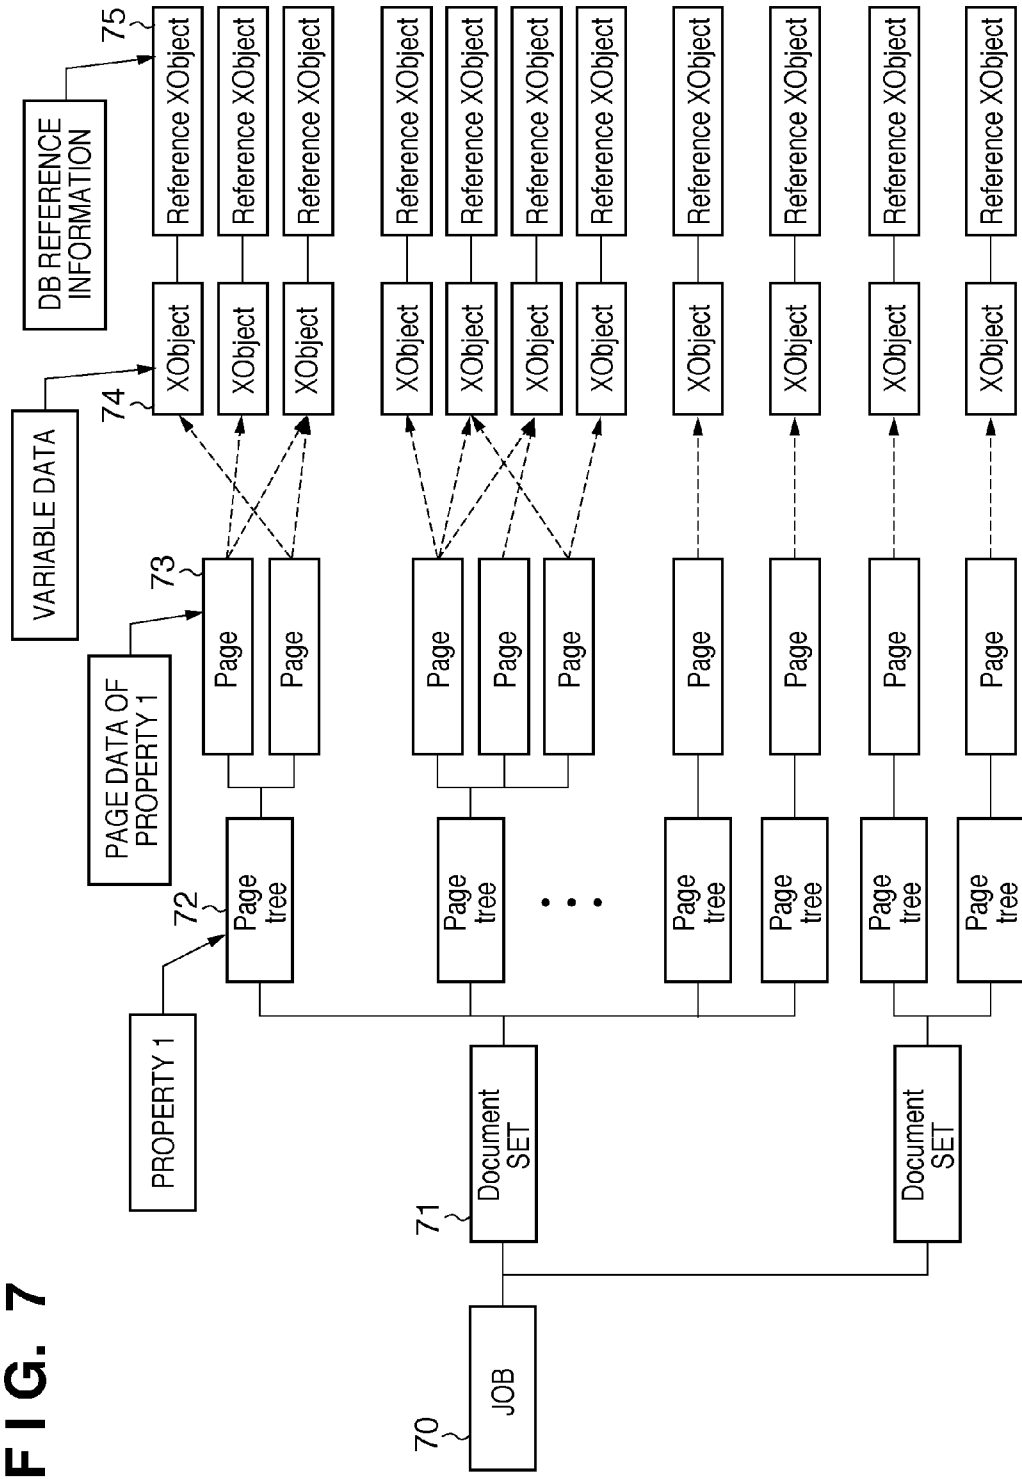 FIG. 7
70
JOB
71
Document
SET
Document
SET
PROPERTY 1
72
Page
tree
Page
tree
• • •
Page
tree
Page
tree
Page
tree
Page
tree
PAGE DATA OF
PROPERTY 1
73
Page
Page
Page
Page
Page
Page
Page
Page
Page
VARIABLE DATA
74
XObject
XObject
XObject
XObject
XObject
XObject
XObject
XObject
XObject
XObject
XObject
DB REFERENCE
INFORMATION
75
Reference XObject
Reference XObject
Reference XObject
Reference XObject
Reference XObject
Reference XObject
Reference XObject
Reference XObject
Reference XObject
Reference XObject
Reference XObject